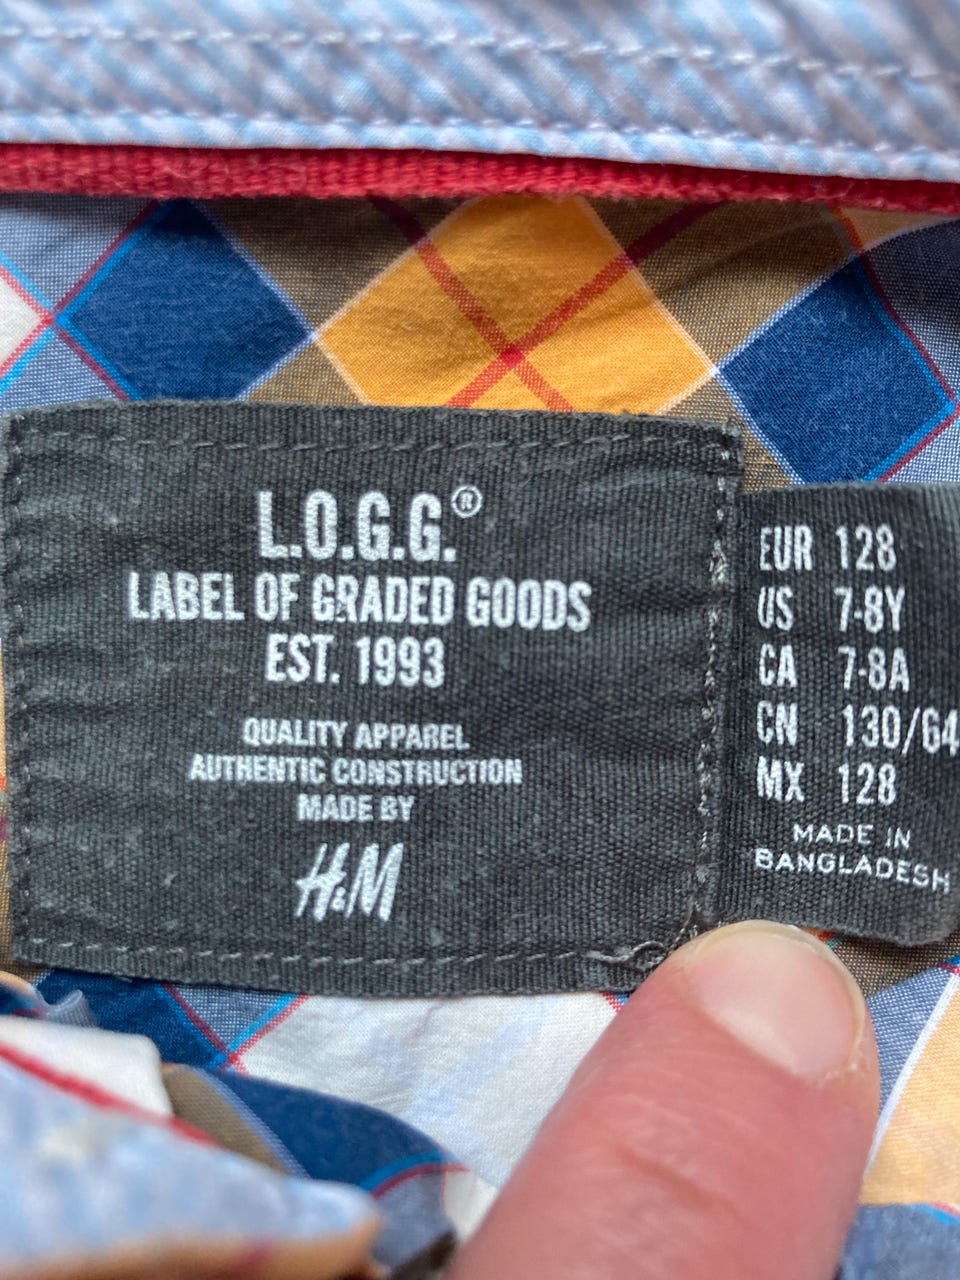 L.O.G.G.®
LABEL OF GRADED GOODS
EST. 1993
QUALITY APPAREL
AUTHENTIC CONSTRUCTION
MADE BY
H&M
EUR 128
US 7-8Y
CA 7-8A
CN 130/64
MX 128
MADE IN
BANGLADESH